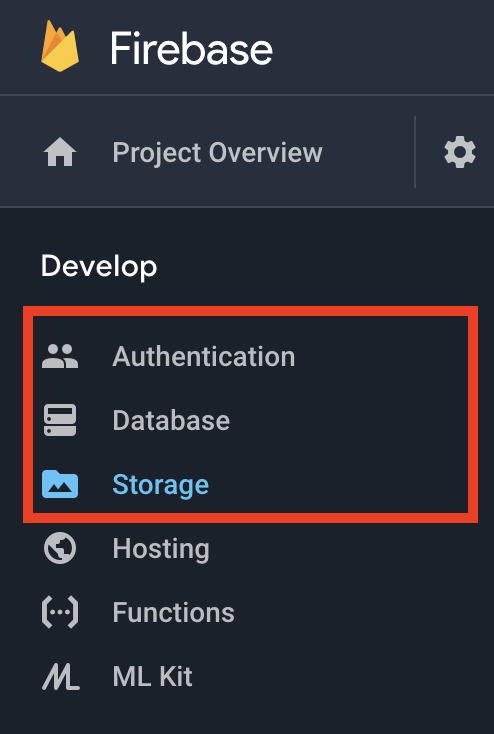 Firebase
Project Overview
Develop
Authentication
Database
Storage
Hosting
Functions
ML Kit